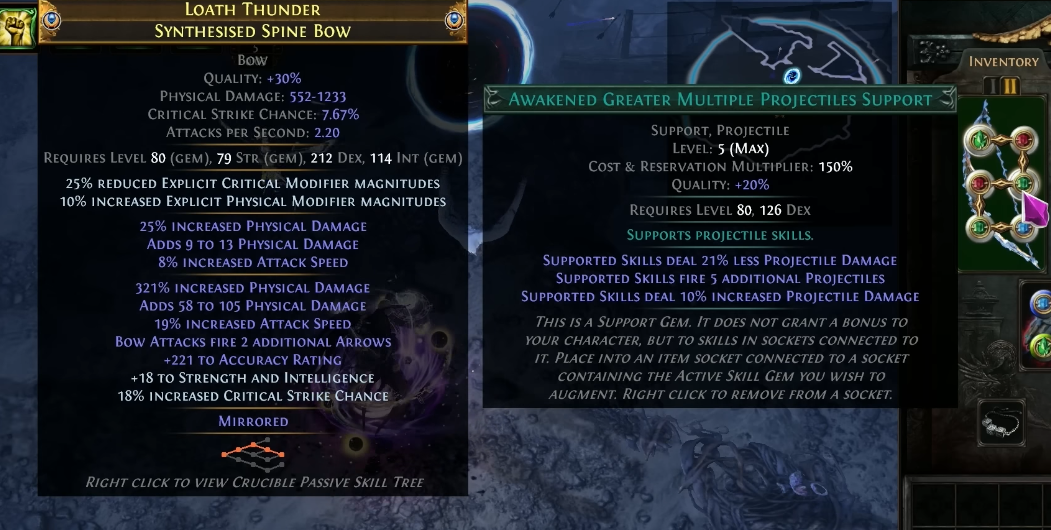 Loath Thunder
Synthesised Spine Bow
Bow
Quality: +30%
Physical Damage: 552-1233
Critical Strike Chance: 7.67%
Attacks per Second: 2.20
Requires Level 80 (gem), 79 Str (gem), 212 Dex, 114 Int (gem)
25% reduced Explicit Critical Modifier magnitudes
10% increased Explicit Physical Modifier magnitudes
25% increased Physical Damage
Adds 9 to 13 Physical Damage
8% increased Attack Speed
321% increased Physical Damage
Adds 58 to 105 Physical Damage
19% increased Attack Speed
Bow Attacks fire 2 additional Arrows
+221 to Accuracy Rating
+18 to Strength and Intelligence
18% increased Critical Strike Chance
Mirrored
Right click to view Crucible Passive Skill Tree
Awakened Greater Multiple Projectiles Support
Support, Projectile
Level: 5 (Max)
Cost & Reservation Multiplier: 150%
Quality: +20%
Requires Level 80, 126 Dex
Supports projectile skills.
Supported Skills deal 21% less Projectile Damage
Supported Skills fire 5 additional Projectiles
Supported Skills deal 10% increased Projectile Damage
This is a Support Gem. It does not grant a bonus to
your character, but to skills in sockets connected to
it. Place into an item socket connected to a socket
containing the Active Skill Gem you wish to
augment. Right click to remove from a socket.
Inventory
I II